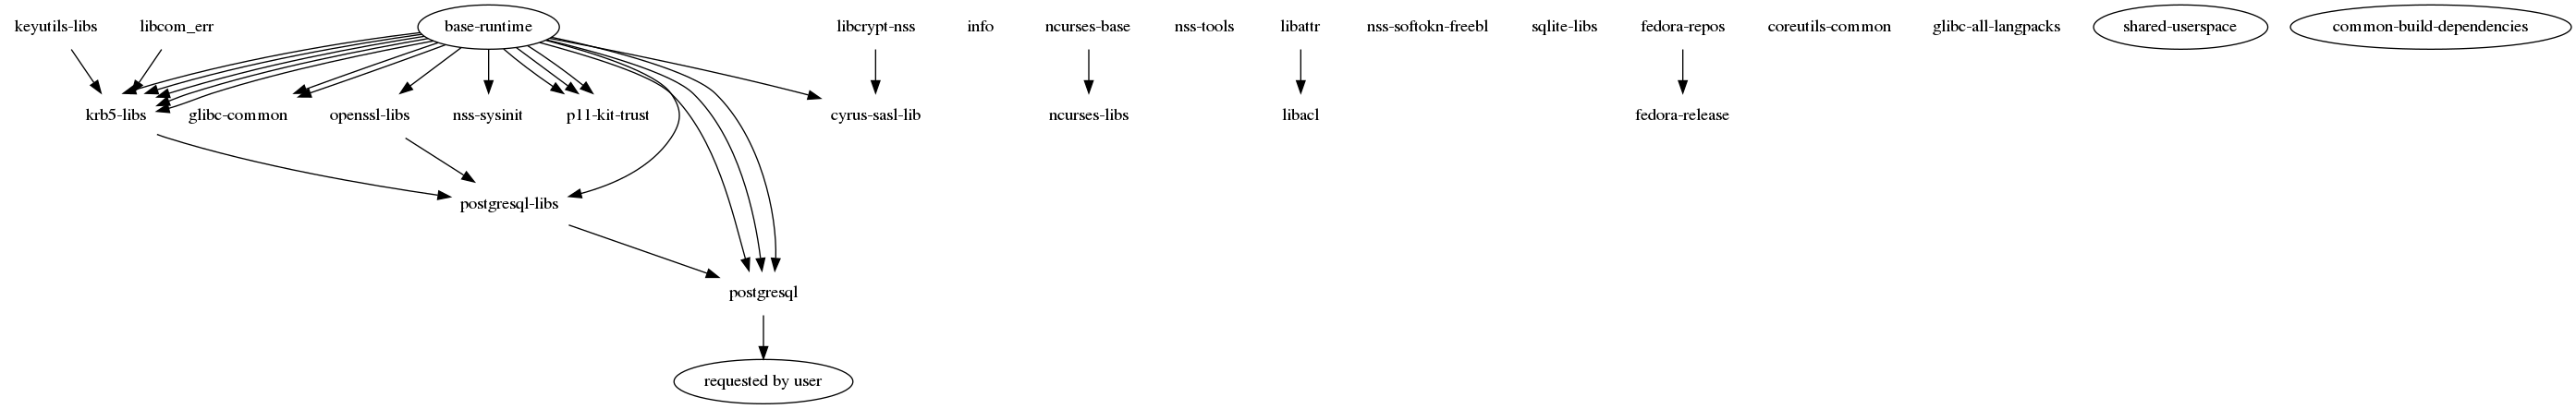 keyutils-libs
libcom_err
base-runtime
libcrypt-nss
info
ncurses-base
nss-tools
libattr
nss-softokn-freebl
sqlite-libs
fedora-repos
coreutils-common
glibc-all-langpacks
shared-userspace
common-build-dependencies
krb5-libs
glibc-common
openssl-libs
nss-sysinit
p11-kit-trust
cyrus-sasl-lib
ncurses-libs
libacl
fedora-release
postgresql-libs
postgresql
requested by user